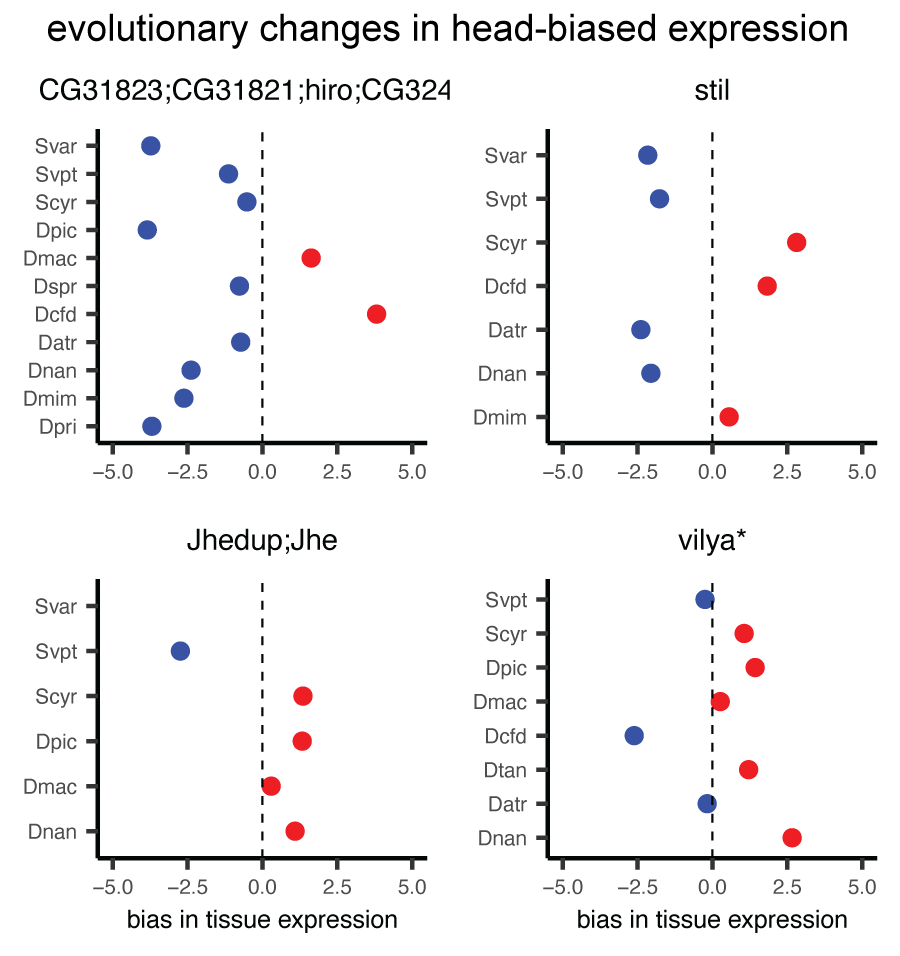 evolutionary changes in head-biased expression
CG31823;CG31821;hiro;CG324
Svar
Svpt
Scyr
Dpic
Dmac
Dspr
Dcfd
Datr
Dnan
Dmim
Dpri
−5.0 −2.5 0.0 2.5 5.0
stil
Svar
Svpt
Scyr
Dcfd
Datr
Dnan
Dmim
−5.0 −2.5 0.0 2.5 5.0
Jhedup;Jhe
Svar
Svpt
Scyr
Dpic
Dmac
Dnan
−5.0 −2.5 0.0 2.5 5.0
bias in tissue expression
vilya*
Svpt
Scyr
Dpic
Dmac
Dcfd
Dtan
Datr
Dnan
−5.0 −2.5 0.0 2.5 5.0
bias in tissue expression